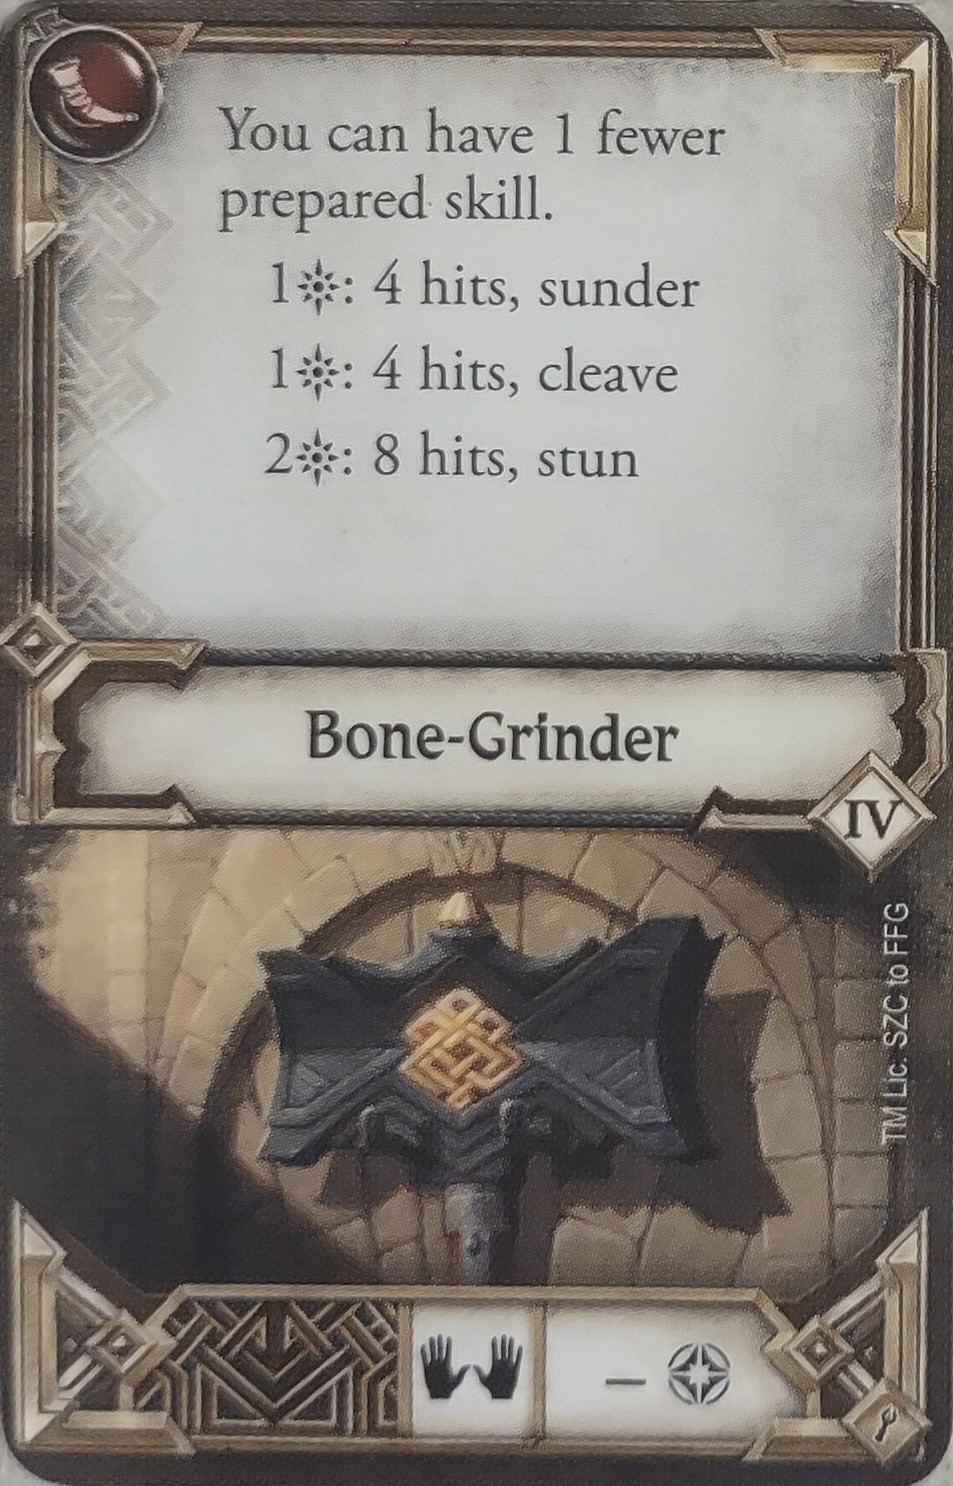 You can have 1 fewer
prepared skill.
1☀: 4 hits, sunder
1☀: 4 hits, cleave
2☀: 8 hits, stun
Bone-Grinder
IV
TM Lic. SZC to FFG
–